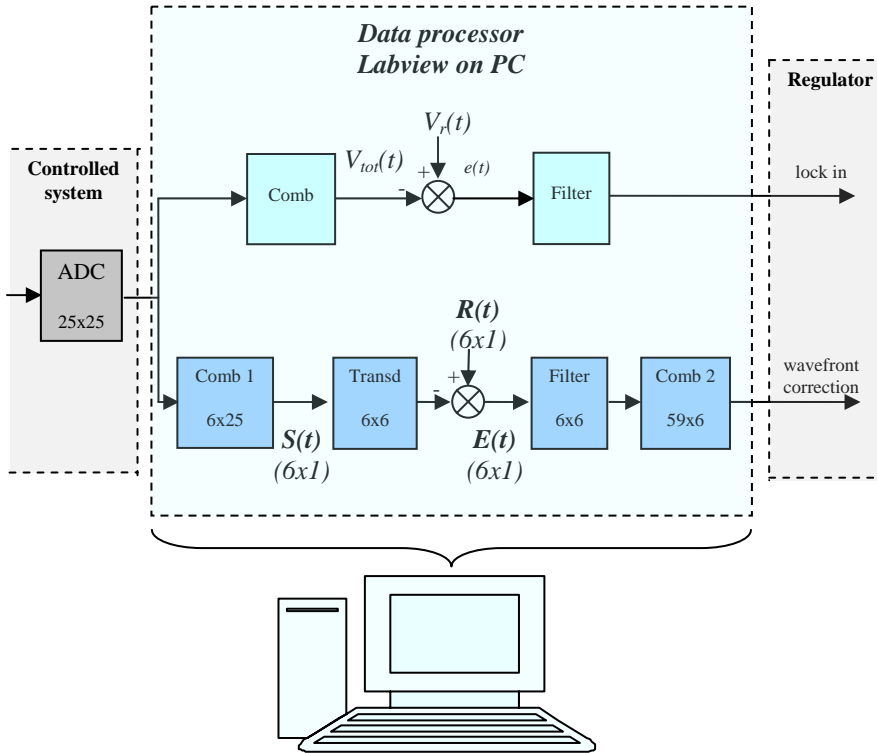 Data processor
Labview on PC
Regulator
Controlled
system
V_r(t)
V_tot(t)
+
-
e(t)
Comb
Filter
lock in
ADC
25x25
R(t)
(6x1)
wavefront
correction
Comb 1
6x25
Transd
6x6
+
-
Filter
6x6
Comb 2
59x6
S(t)
(6x1)
E(t)
(6x1)